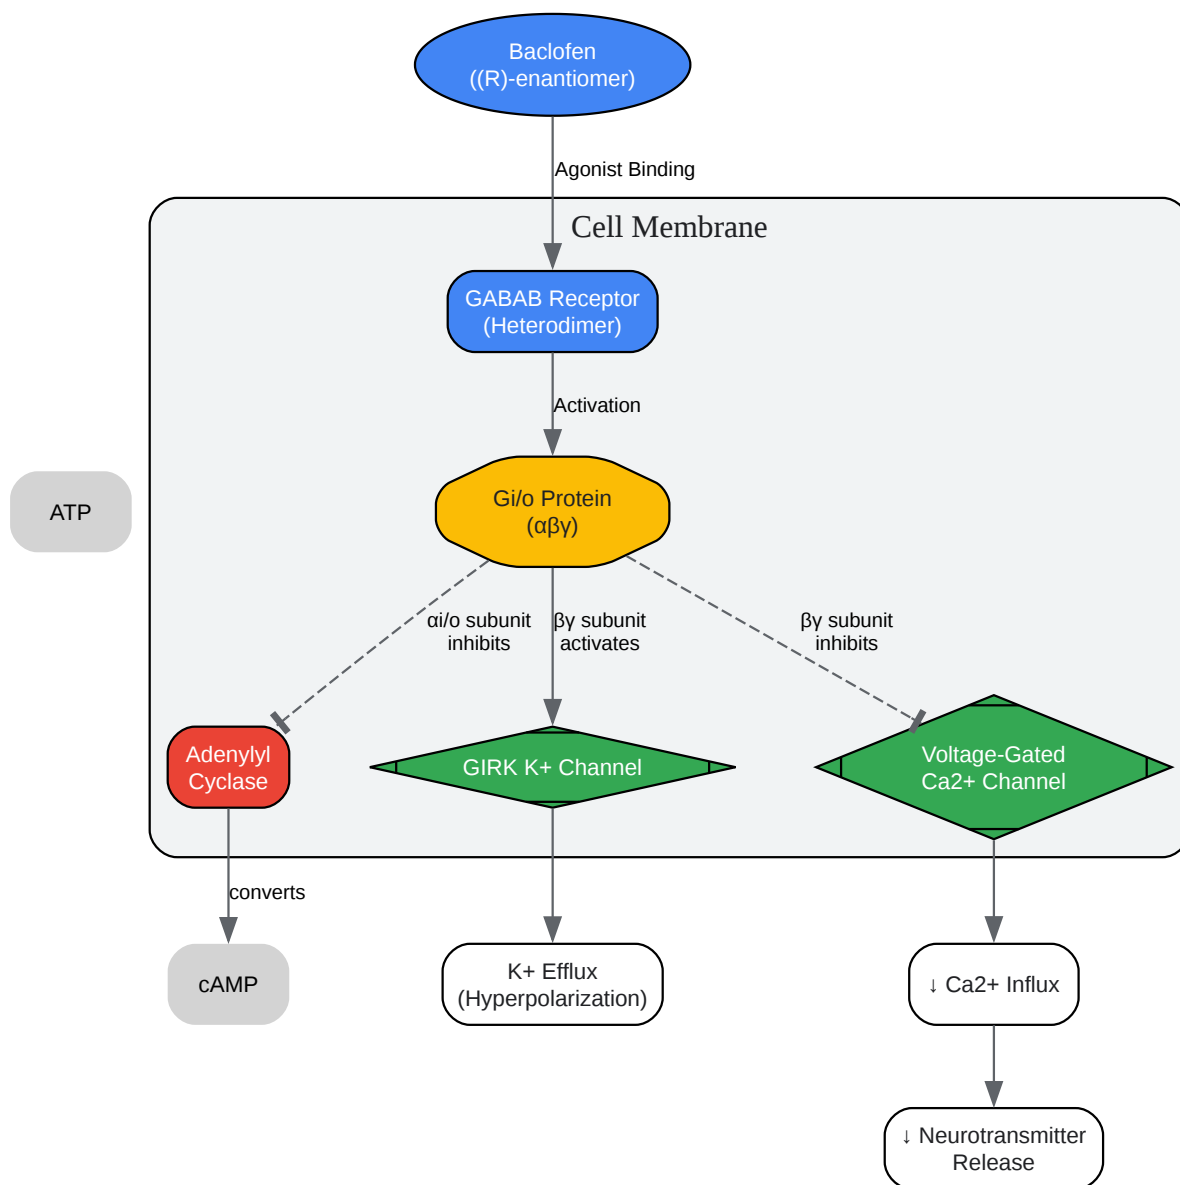 Baclofen
((R)-enantiomer)
Agonist Binding
Cell Membrane
GABAB Receptor
(Heterodimer)
Activation
ATP
Gi/o Protein
(αβγ)
αi/o subunit
inhibits
βγ subunit
activates
βγ subunit
inhibits
Adenylyl
Cyclase
GIRK K+ Channel
Voltage-Gated
Ca2+ Channel
converts
cAMP
K+ Efflux
(Hyperpolarization)
↓ Ca2+ Influx
↓ Neurotransmitter
Release